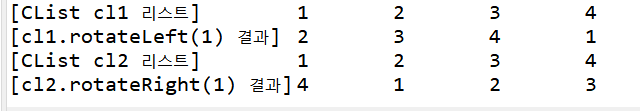 [CList cl1 리스트] 1 2 3 4
[cl1.rotateLeft(1) 결과] 2 3 4 1
[CList cl2 리스트] 1 2 3 4
[cl2.rotateRight(1) 결과]4 1 2 3